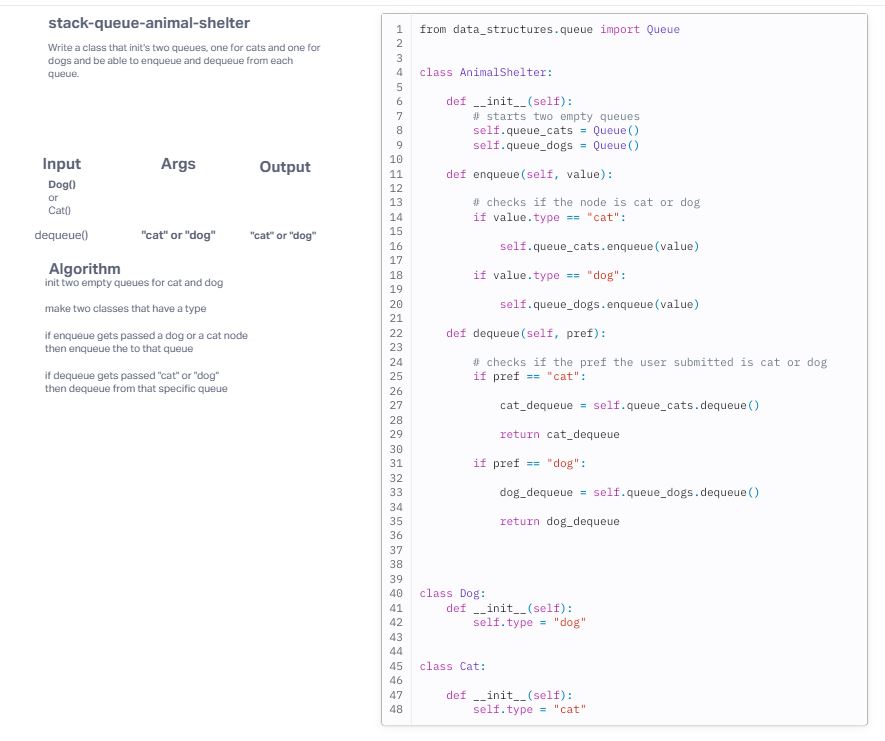 stack-queue-animal-shelter
Write a class that init's two queues, one for cats and one for
dogs and be able to enqueue and dequeue from each
queue.
Input Args Output
Dog()
or
Cat()
dequeue() "cat" or "dog" "cat" or "dog"
Algorithm
init two empty queues for cat and dog
make two classes that have a type
if enqueue gets passed a dog or a cat node
then enqueue the to that queue
if dequeue gets passed "cat" or "dog"
then dequeue from that specific queue
1 from data_structures.queue import Queue
2
3
4 class AnimalShelter:
5
6     def __init__(self):
7         # starts two empty queues
8         self.queue_cats = Queue()
9         self.queue_dogs = Queue()
10
11     def enqueue(self, value):
12
13         # checks if the node is cat or dog
14         if value.type == "cat":
15
16             self.queue_cats.enqueue(value)
17
18         if value.type == "dog":
19
20             self.queue_dogs.enqueue(value)
21
22     def dequeue(self, pref):
23
24         # checks if the pref the user submitted is cat or dog
25         if pref == "cat":
26
27             cat_dequeue = self.queue_cats.dequeue()
28
29             return cat_dequeue
30
31         if pref == "dog":
32
33             dog_dequeue = self.queue_dogs.dequeue()
34
35             return dog_dequeue
36
37
38
39
40 class Dog:
41     def __init__(self):
42         self.type = "dog"
43
44
45 class Cat:
46
47     def __init__(self):
48         self.type = "cat"